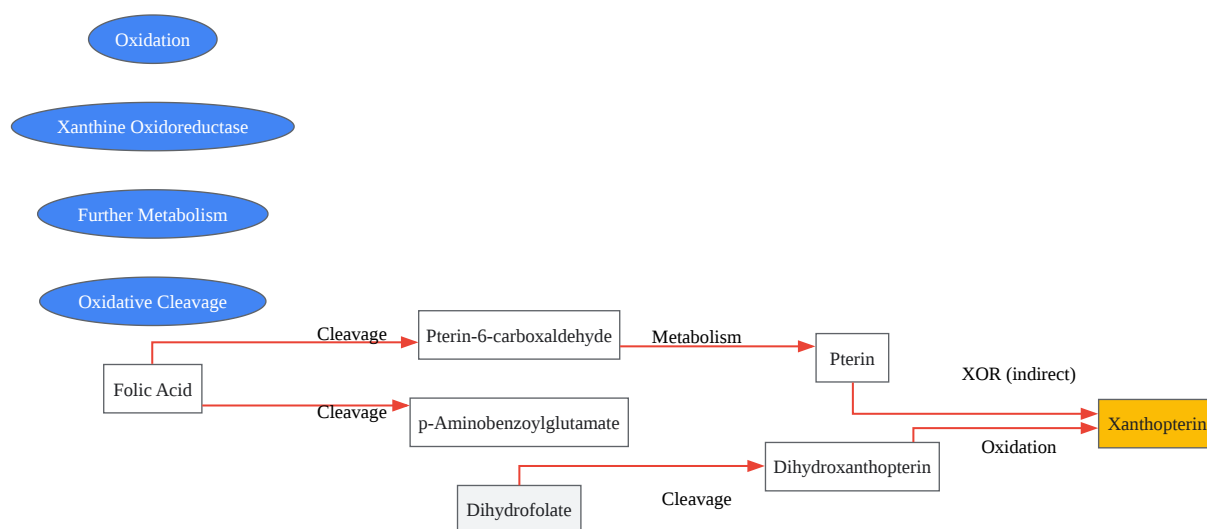 Oxidation
Xanthine Oxidoreductase
Further Metabolism
Oxidative Cleavage
Cleavage
Pterin-6-carboxaldehyde
Metabolism
Pterin
Folic Acid
XOR (indirect)
Cleavage
p-Aminobenzoylglutamate
Xanthopterin
Oxidation
Dihydroxanthopterin
Cleavage
Dihydrofolate